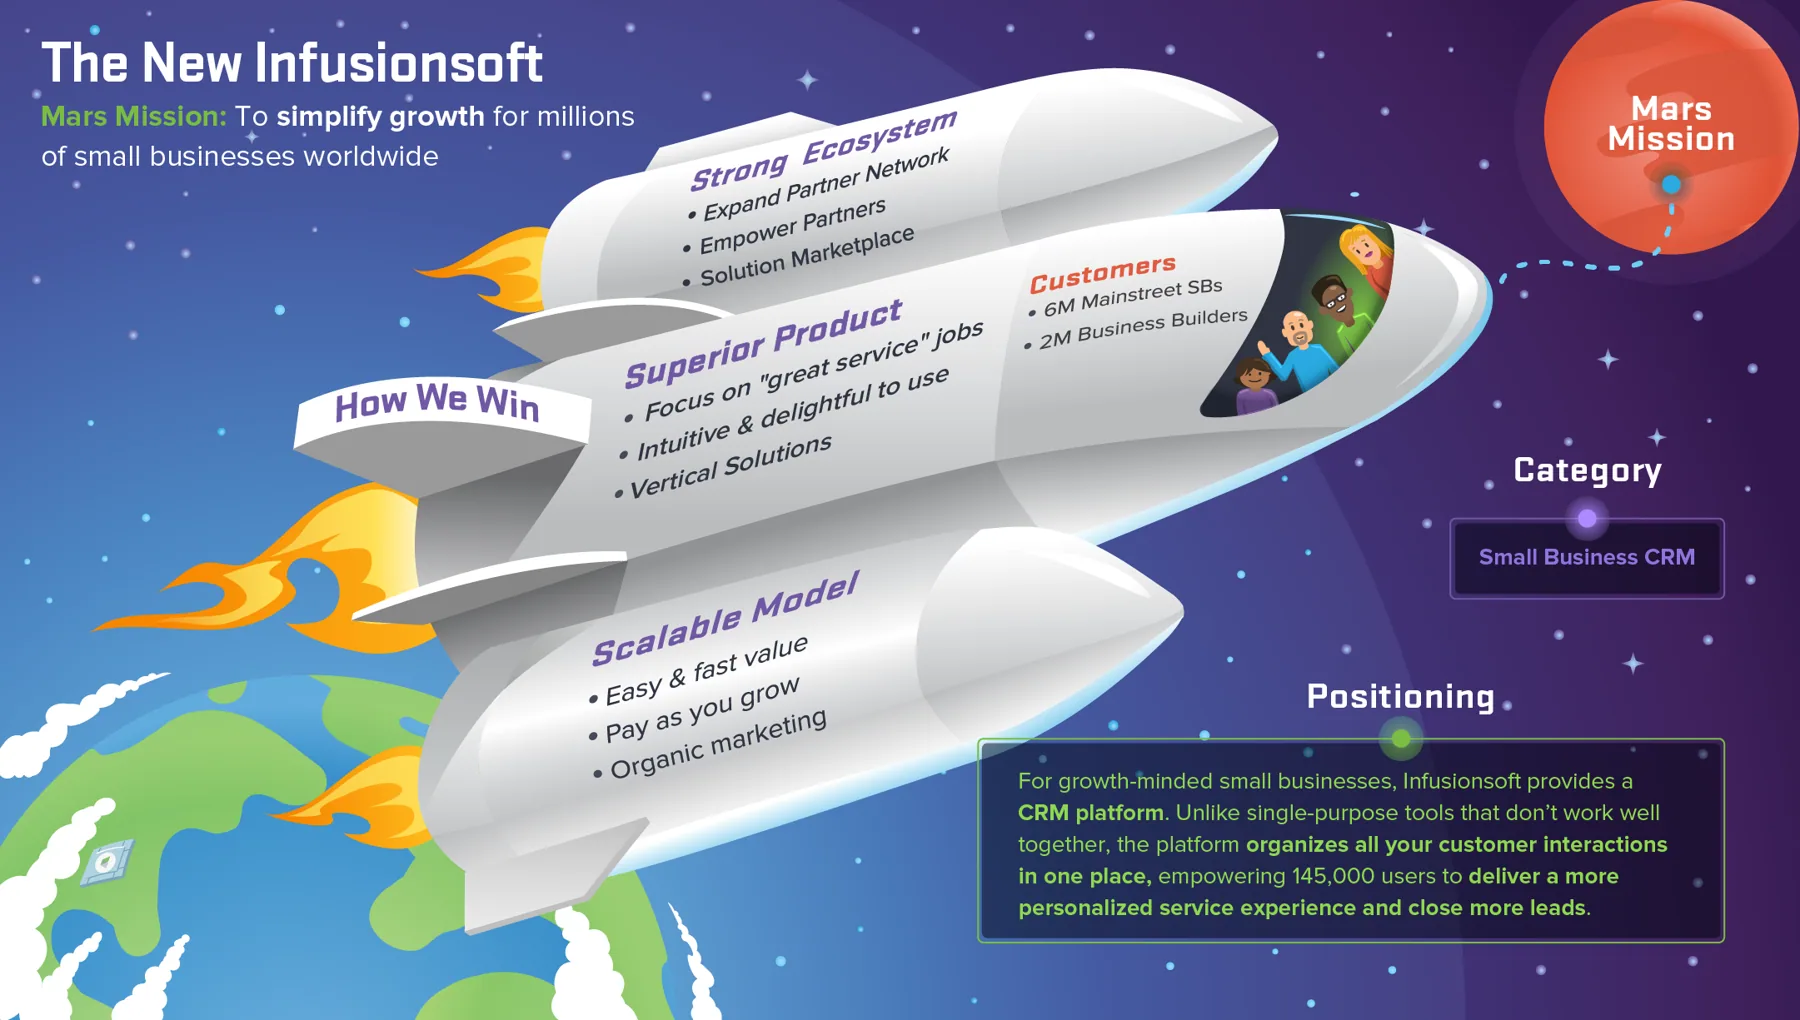 The New Infusionsoft
Mars Mission: To simplify growth for millions
of small businesses worldwide
Mars
Mission
Strong Ecosystem
• Expand Partner Network
• Empower Partners
• Solution Marketplace
How We Win
Superior Product
• Focus on "great service" jobs
• Intuitive & delightful to use
• Vertical Solutions
Customers
• 6M Mainstreet SBs
• 2M Business Builders
Scalable Model
• Easy & fast value
• Pay as you grow
• Organic marketing
Category
Small Business CRM
Positioning
For growth-minded small businesses, Infusionsoft provides a
CRM platform. Unlike single-purpose tools that don’t work well
together, the platform organizes all your customer interactions
in one place, empowering 145,000 users to deliver a more
personalized service experience and close more leads.